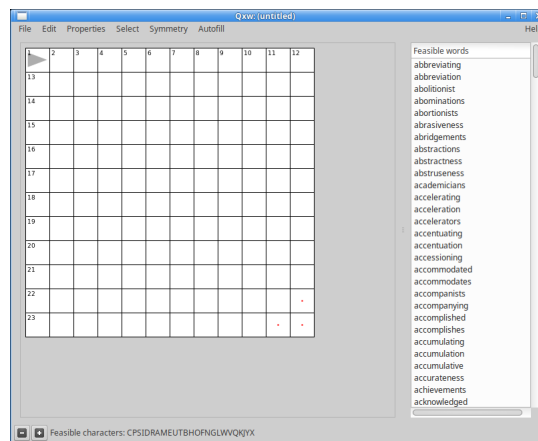 Qxw: (untitled)
File Edit Properties Select Symmetry Autofill Hel
1 2 3 4 5 6 7 8 9 10 11 12
13
14
15
16
17
18
19
20
21
22
23
Feasible words
abbreviating
abbreviation
abolitionist
abominations
abortionists
abrasiveness
abridgements
abstractions
abstractness
abstruseness
academicians
accelerating
acceleration
accelerators
accentuating
accentuation
accessioning
accommodated
accommodates
accompanists
accompanying
accomplished
accomplishes
accumulating
accumulation
accumulative
accurateness
achievements
acknowledged
Feasible characters: CPSIDRAMEUTBHOFNGLWVQKJYX